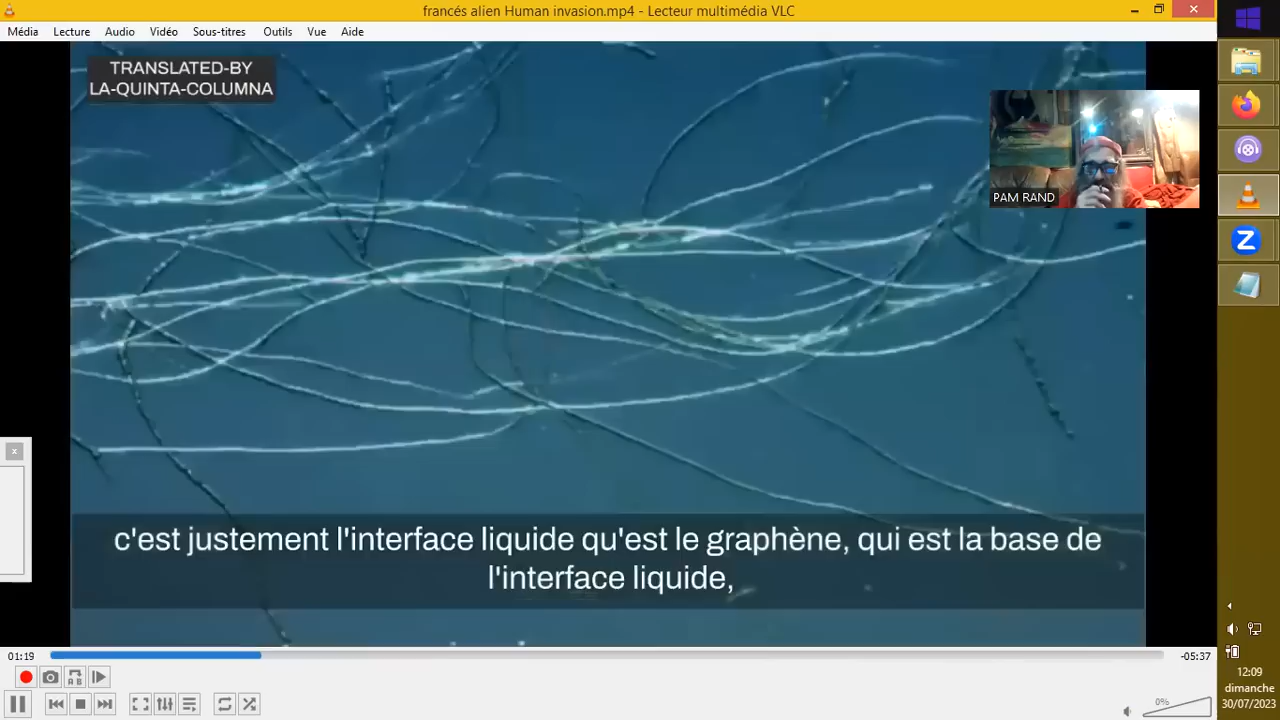 francés alien Human invasion.mp4 - Lecteur multimédia VLC
Média Lecture Audio Vidéo Sous-titres Outils Vue Aide
TRANSLATED-BY
LA-QUINTA-COLUMNA
PAM RAND
c'est justement l'interface liquide qu'est le graphène, qui est la base de
l'interface liquide,
01:19
-05:37
0%
12:09
dimanche
30/07/2023